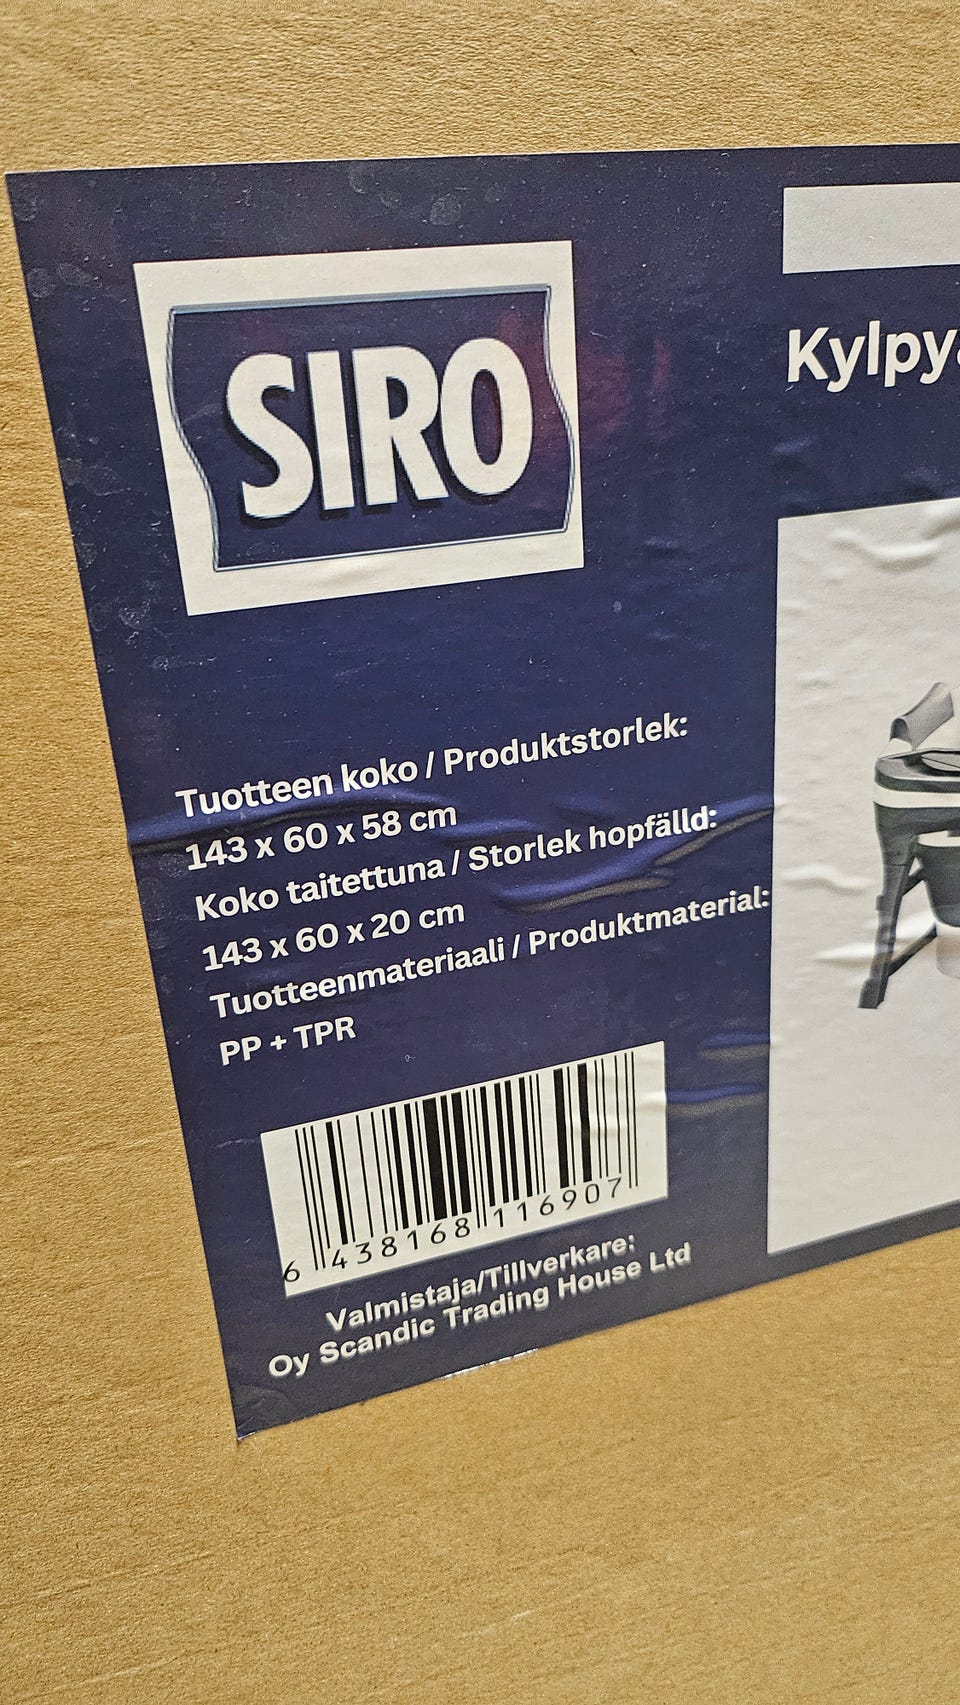 SIRO
Tuotteen koko / Produktstorlek:
143 x 60 x 58 cm
Koko taitettuna / Storlek hopfälld:
143 x 60 x 20 cm
Tuotteenmateriaali / Produktmaterial:
PP + TPR
6 438168 116907
Valmistaja/Tillverkare:
Oy Scandic Trading House Ltd